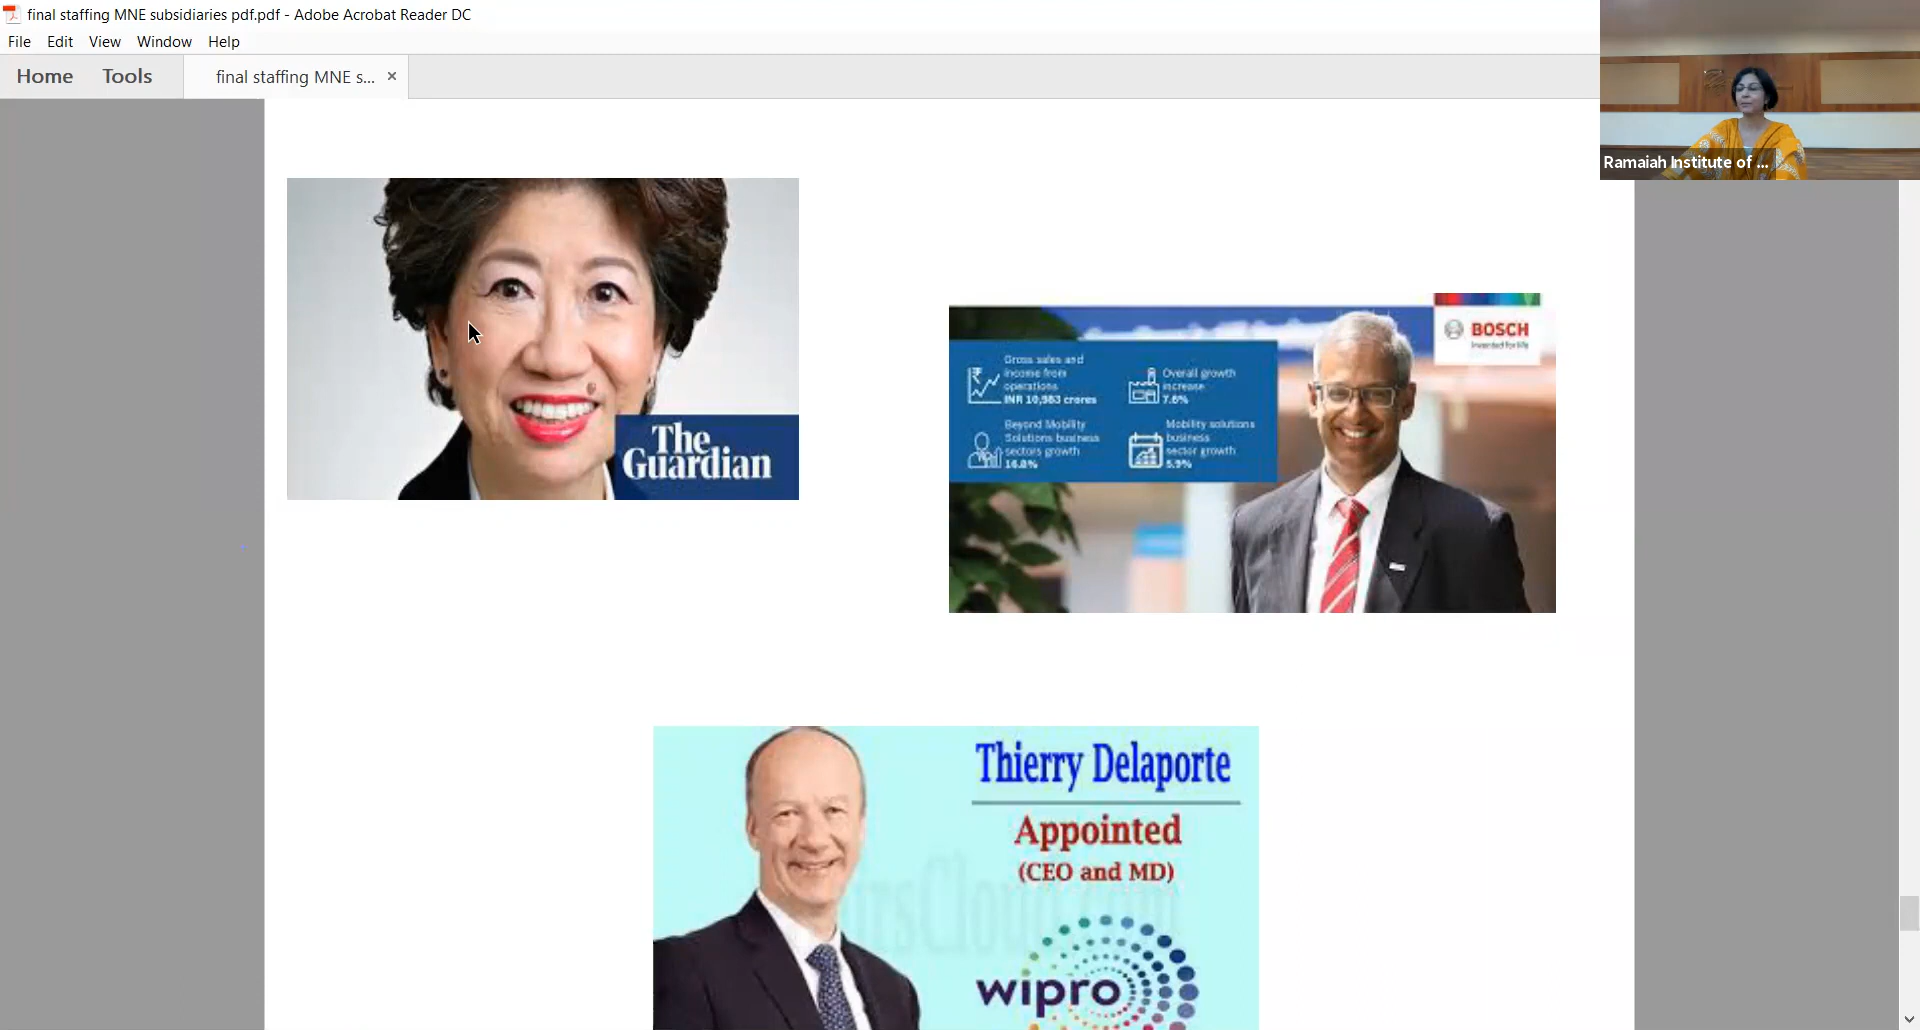 final staffing MNE subsidiaries pdf.pdf - Adobe Acrobat Reader DC
File Edit View Window Help
Home Tools final staffing MNE s... ×
Ramaiah Institute of ...
The
Guardian
BOSCH
Invented for life
Gross sales and
income from
operations
INR 10,983 crores
Overall growth
increase
7.6%
Beyond Mobility
Solutions business
sectors growth
16.8%
Mobility solutions
business
sector growth
5.9%
Thierry Delaporte
Appointed
(CEO and MD)
wipro